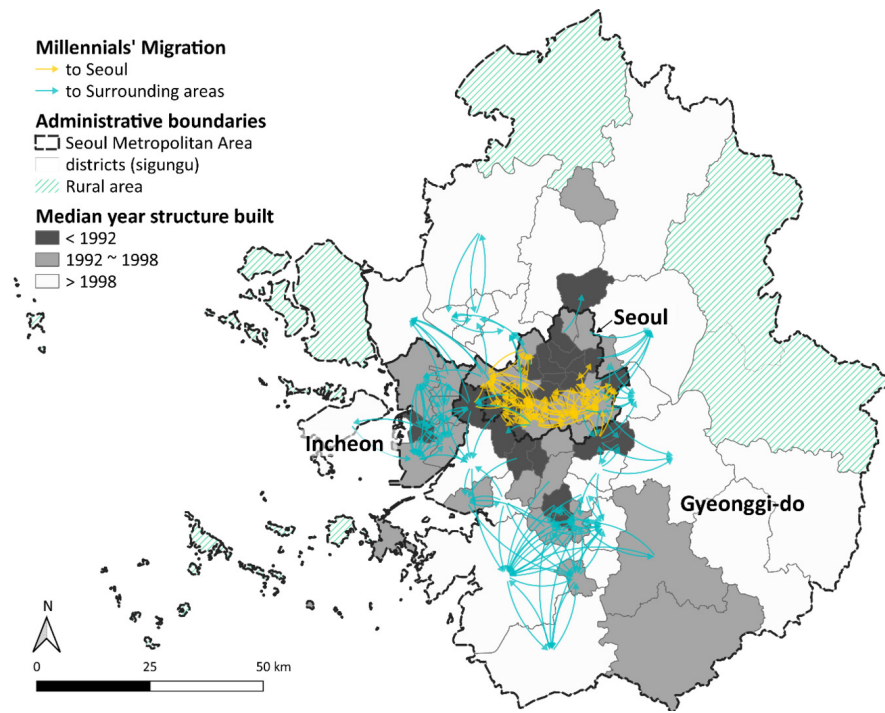 Millennials' Migration
to Seoul
to Surrounding areas
Administrative boundaries
Seoul Metropolitan Area
districts (sigungu)
Rural area
Median year structure built
< 1992
1992 ~ 1998
> 1998
Seoul
Incheon
Gyeonggi-do
N
0 25 50 km